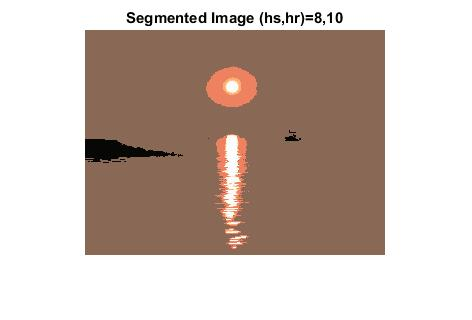 Segmented Image (hs,hr)=8,10